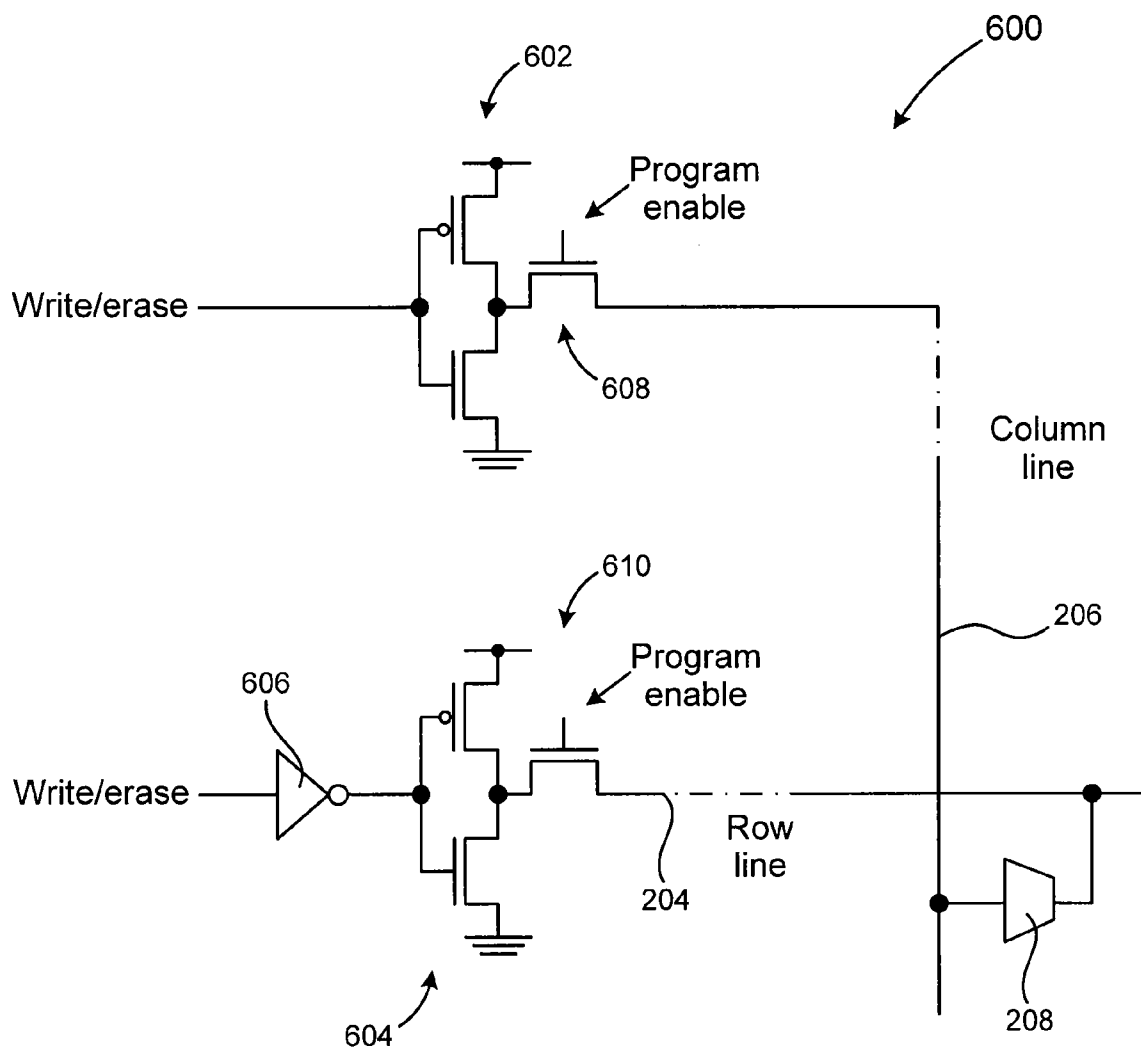 600
602
Program
enable
Write/erase
608
Column
line
610
206
Program
enable
606
Write/erase
Row
line
204
208
604